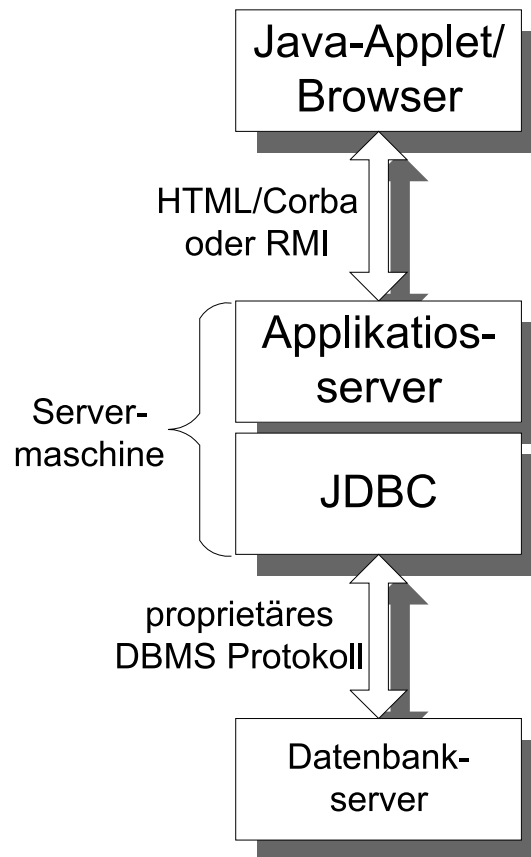 Java-Applet/
Browser
HTML/Corba
oder RMI
Applikatios-
server
Server-
maschine
JDBC
proprietäres
DBMS Protokoll
Datenbank-
server